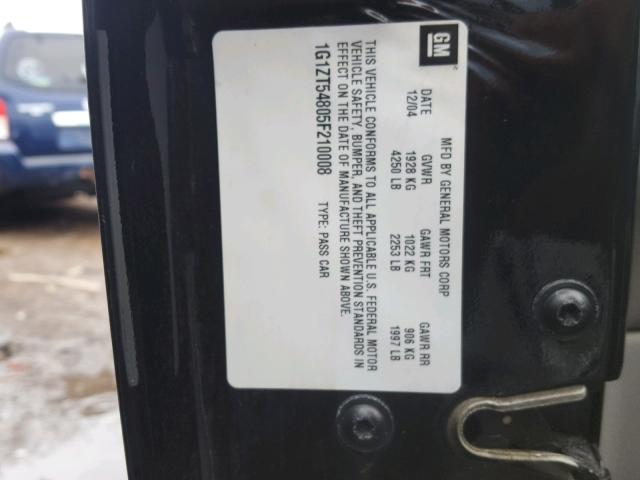 GM
MFD BY GENERAL MOTORS CORP
DATE GVWR GAWR FRT GAWR RR
12/04 1928 KG 1022 KG 906 KG
4250 LB 2253 LB 1997 LB
THIS VEHICLE CONFORMS TO ALL APPLICABLE U.S. FEDERAL MOTOR
VEHICLE SAFETY, BUMPER, AND THEFT PREVENTION STANDARDS IN
EFFECT ON THE DATE OF MANUFACTURE SHOWN ABOVE.
1G1ZT54805F210008 TYPE: PASS CAR